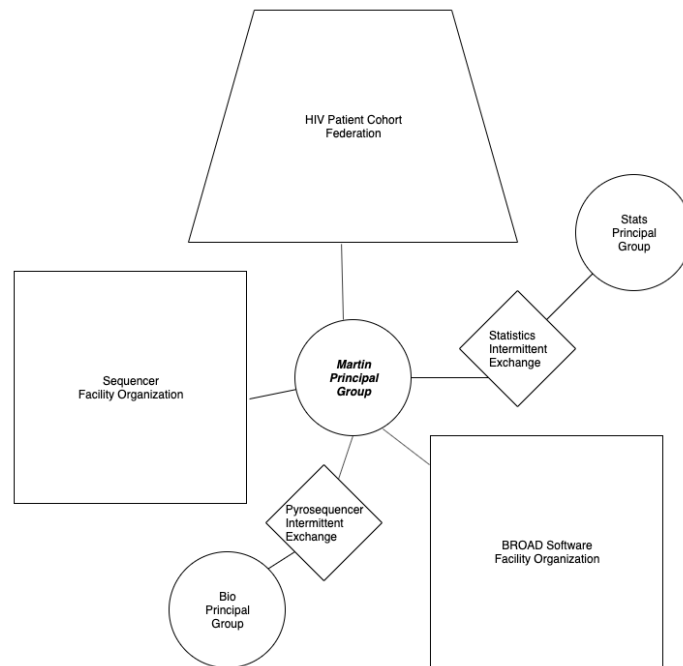 HIV Patient Cohort
Federation
Stats
Principal
Group
Statistics
Intermittent
Exchange
Martin
Principal
Group
Sequencer
Facility Organization
Pyrosequencer
Intermittent
Exchange
BROAD Software
Facility Organization
Bio
Principal
Group